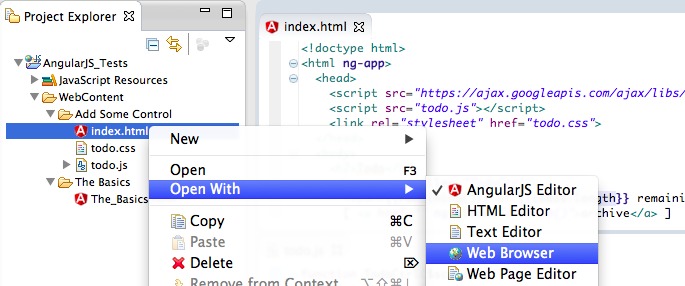 Project Explorer
AngularJS_Tests
JavaScript Resources
WebContent
Add Some Control
index.html
todo.css
todo.js
The Basics
The_Basics
New
Open F3
Open With
Copy ⌘C
Paste ⌘V
Delete ⌦
Remove from Context ⌥⇧⌘↓
AngularJS Editor
HTML Editor
Text Editor
Web Browser
Web Page Editor
index.html
<!doctype html>
<html ng-app>
<head>
<script src="https://ajax.googleapis.com/ajax/libs/
<script src="todo.js"></script>
<link rel="stylesheet" href="todo.css">
</head>
}} remaini
</a> ]